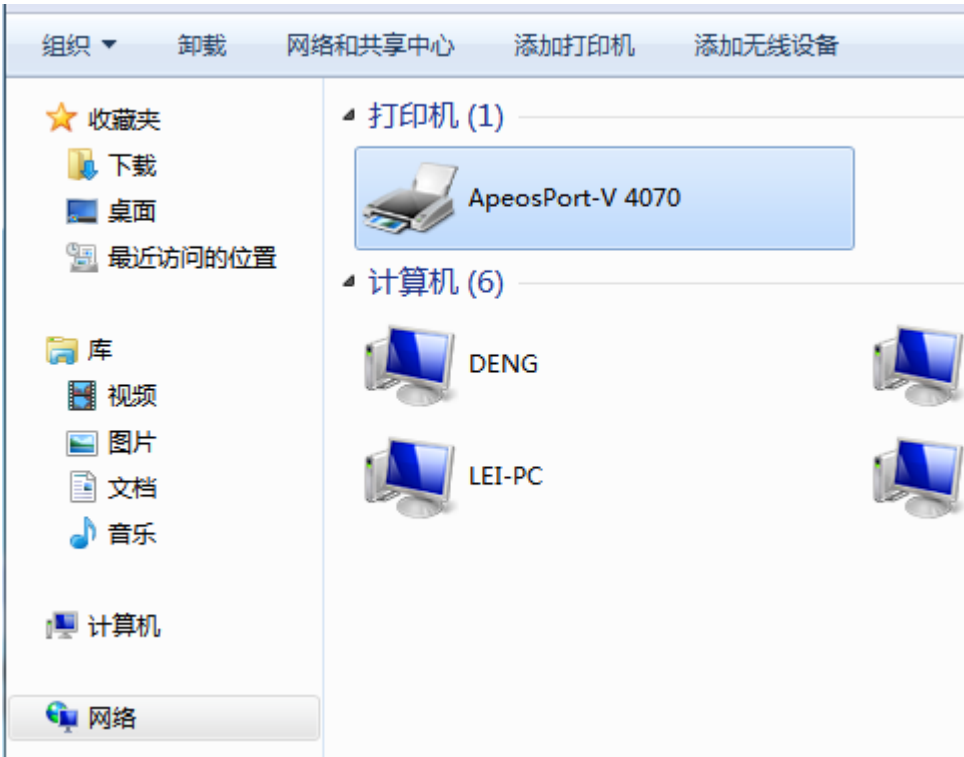 组织 卸载 网络和共享中心 添加打印机 添加无线设备
收藏夹
下载
桌面
最近访问的位置
库
视频
图片
文档
音乐
计算机
网络
打印机 (1)
ApeosPort-V 4070
计算机 (6)
DENG
LEI-PC